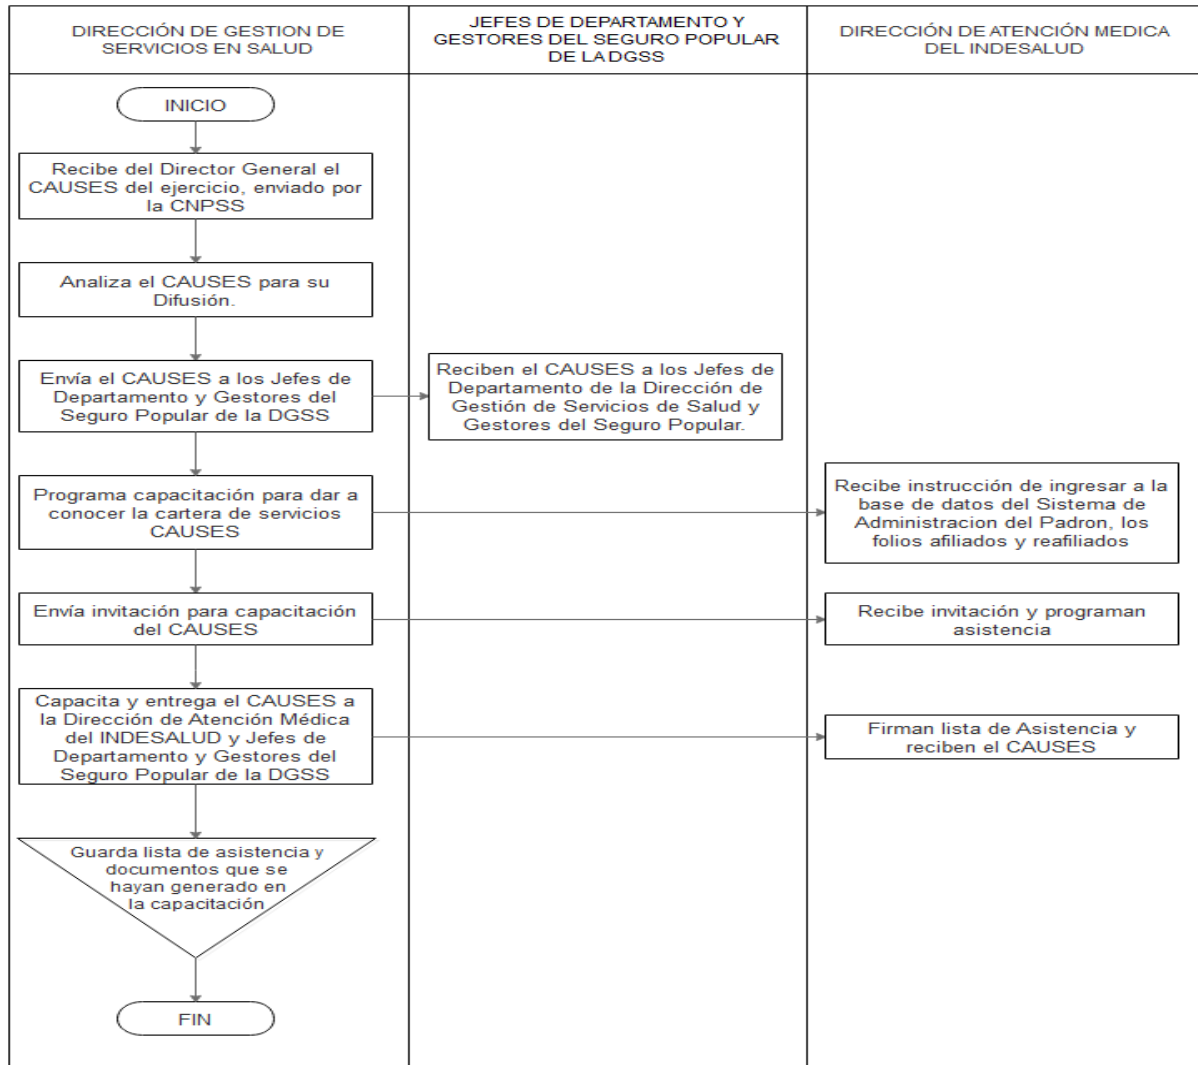 DIRECCIÓN DE GESTION DE
SERVICIOS EN SALUD
JEFES DE DEPARTAMENTO Y
GESTORES DEL SEGURO POPULAR
DE LA DGSS
DIRECCIÓN DE ATENCIÓN MEDICA
DEL INDESALUD
INICIO
Recibe del Director General el
CAUSES del ejercicio, enviado por
la CNPSS
Analiza el CAUSES para su
Difusión.
Envía el CAUSES a los Jefes de
Departamento y Gestores del
Seguro Popular de la DGSS
Reciben el CAUSES a los Jefes de
Departamento de la Dirección de
Gestión de Servicios de Salud y
Gestores del Seguro Popular.
Programa capacitación para dar a
conocer la cartera de servicios
CAUSES
Recibe instrucción de ingresar a la
base de datos del Sistema de
Administracion del Padron, los
folios afiliados y reafiliados
Envía invitación para capacitación
del CAUSES
Recibe invitación y programan
asistencia
Capacita y entrega el CAUSES a
la Dirección de Atención Médica
del INDESALUD y Jefes de
Departamento y Gestores del
Seguro Popular de la DGSS
Firman lista de Asistencia y
reciben el CAUSES
Guarda lista de asistencia y
documentos que se
hayan generado en
la capacitación
FIN